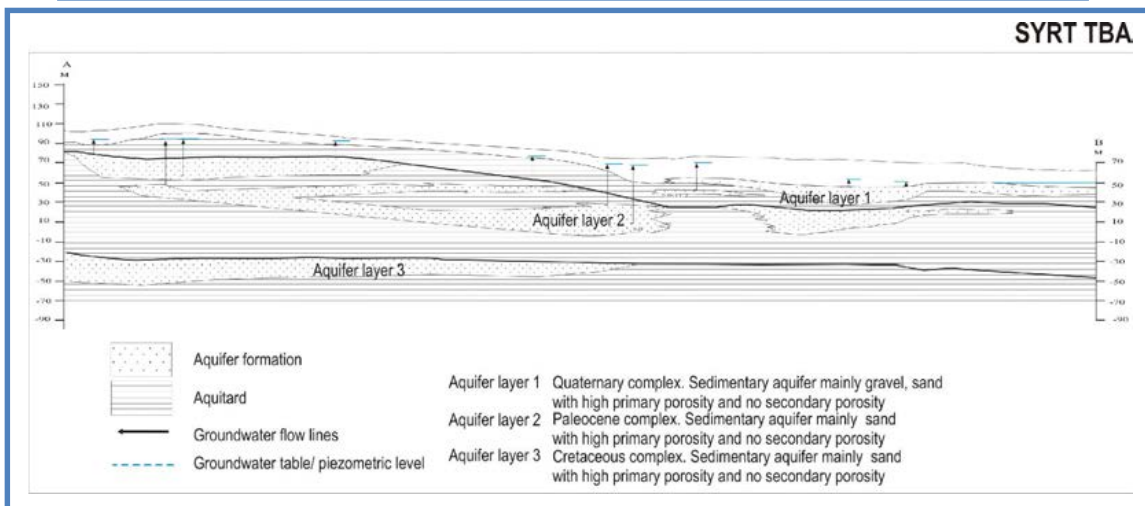 SYRT TBA
A
M
150
130
110
90
70
50
30
10
-10
-30
-50
-70
-90
B
M
70
50
30
10
-10
-30
-50
-70
-90
Aquifer layer 1
Aquifer layer 2
Aquifer layer 3
Aquifer formation
Aquitard
Groundwater flow lines
Groundwater table/ piezometric level
Aquifer layer 1 Quaternary complex. Sedimentary aquifer mainly gravel, sand
with high primary porosity and no secondary porosity
Aquifer layer 2 Paleocene complex. Sedimentary aquifer mainly sand
with high primary porosity and no secondary porosity
Aquifer layer 3 Cretaceous complex. Sedimentary aquifer mainly sand
with high primary porosity and no secondary porosity